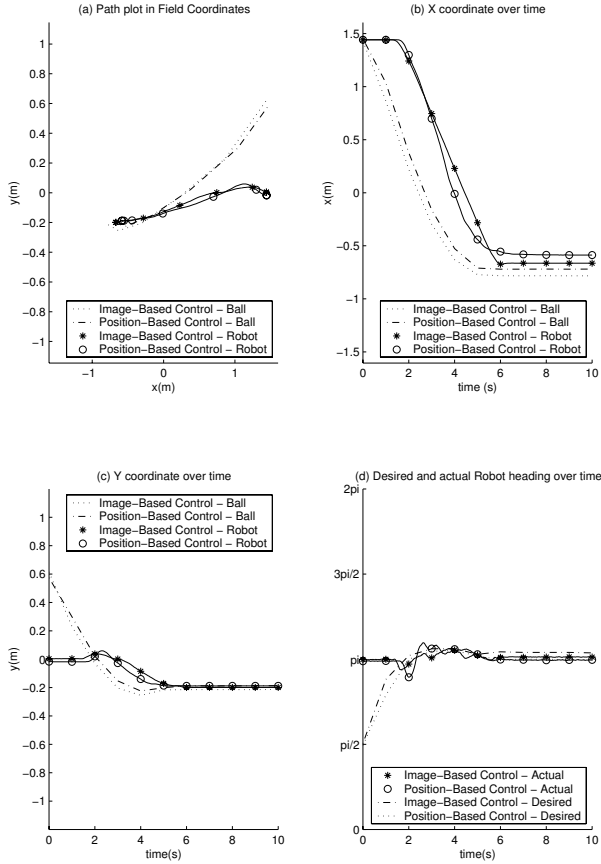 (a) Path plot in Field Coordinates
1
0.8
0.6
0.4
0.2
0
−0.2
−0.4
−0.6
−0.8
−1
y(m)
Image−Based Control − Ball
Position−Based Control − Ball
Image−Based Control − Robot
Position−Based Control − Robot
−1
0
1
x(m)
(b) X coordinate over time
1.5
1
0.5
0
−0.5
−1
−1.5
x(m)
Image−Based Control − Ball
Position−Based Control − Ball
Image−Based Control − Robot
Position−Based Control − Robot
0
2
4
6
8
10
time (s)
(c) Y coordinate over time
1
0.8
0.6
0.4
0.2
0
−0.2
−0.4
−0.6
−0.8
−1
y(m)
Image−Based Control − Ball
Position−Based Control − Ball
Image−Based Control − Robot
Position−Based Control − Robot
0
2
4
6
8
10
time(s)
(d) Desired and actual Robot heading over time
2pi
3pi/2
pi
pi/2
0
Image−Based Control − Actual
Position−Based Control − Actual
Image−Based Control − Desired
Position−Based Control − Desired
0
2
4
6
8
10
time(s)